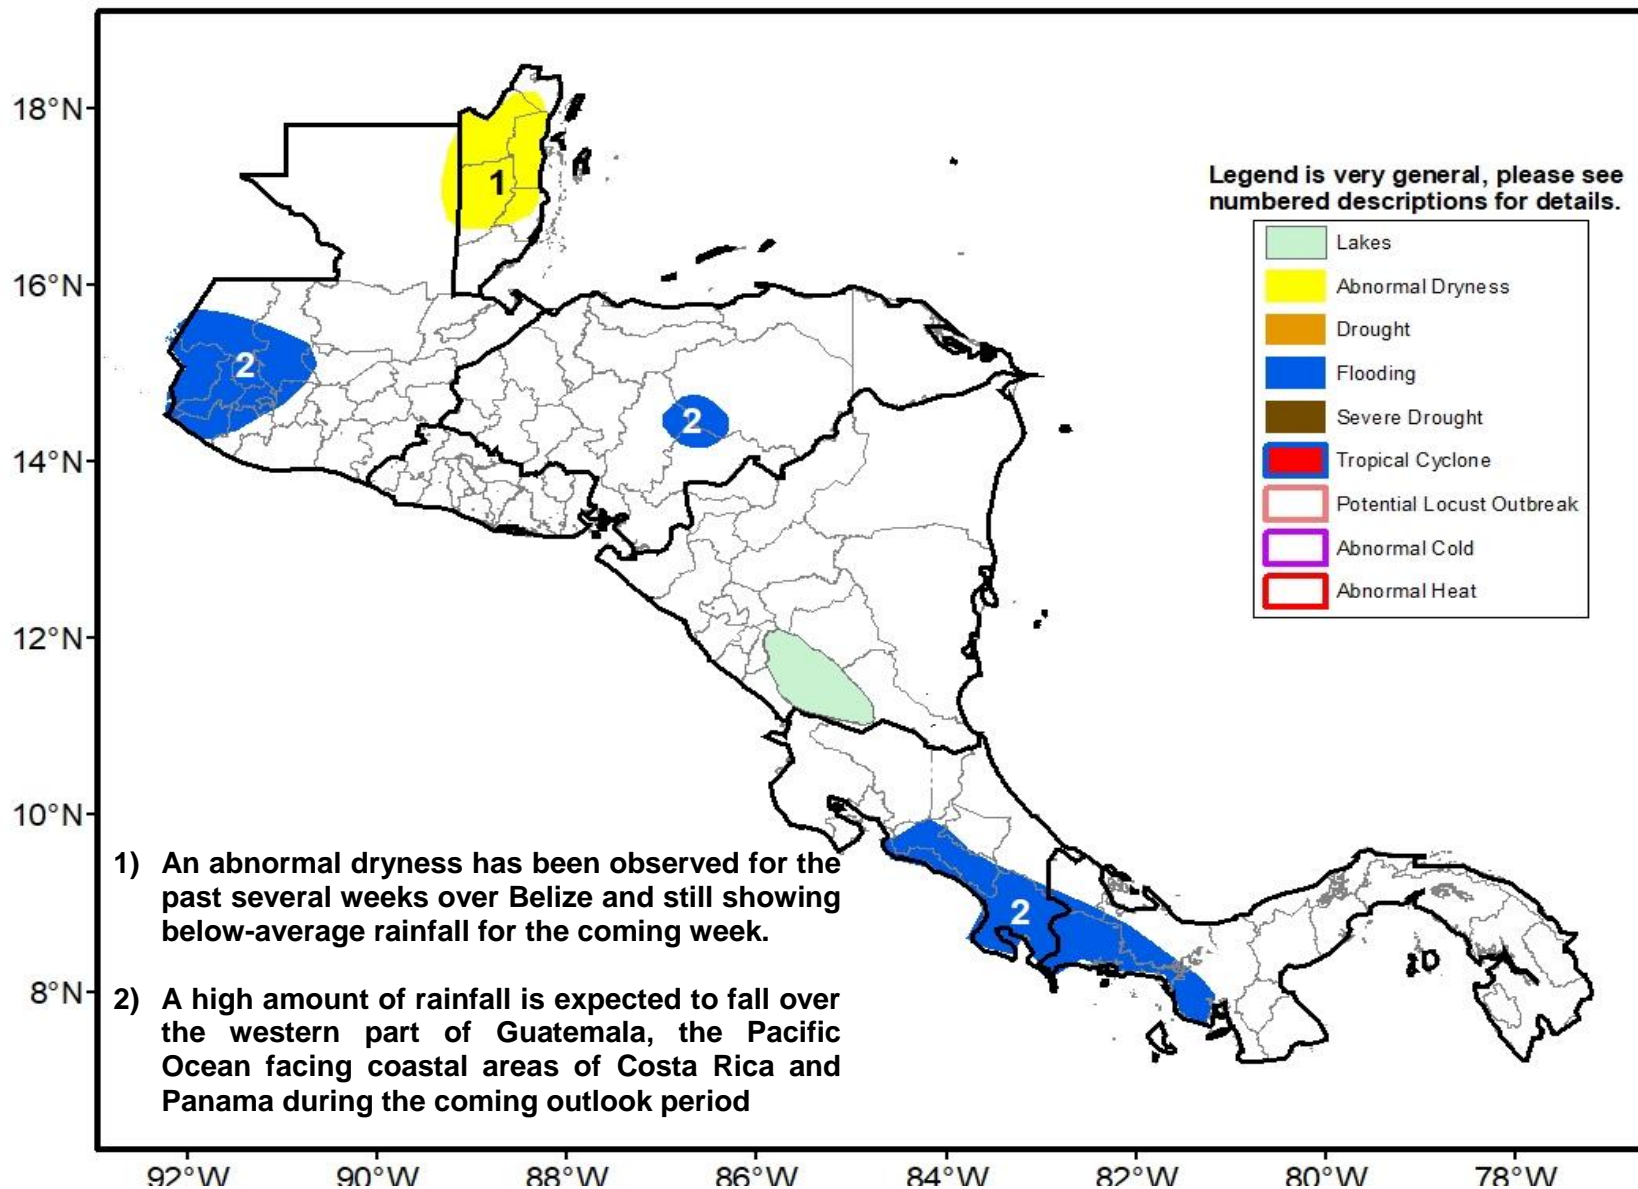 18°N
16°N
14°N
12°N
10°N
8°N
1
2
2
2
Legend is very general, please see
numbered descriptions for details.
Lakes
Abnormal Dryness
Drought
Flooding
Severe Drought
Tropical Cyclone
Potential Locust Outbreak
Abnormal Cold
Abnormal Heat
1) An abnormal dryness has been observed for the
past several weeks over Belize and still showing
below-average rainfall for the coming week.
2) A high amount of rainfall is expected to fall over
the western part of Guatemala, the Pacific
Ocean facing coastal areas of Costa Rica and
Panama during the coming outlook period
92°W 90°W 88°W 86°W 84°W 82°W 80°W 78°W